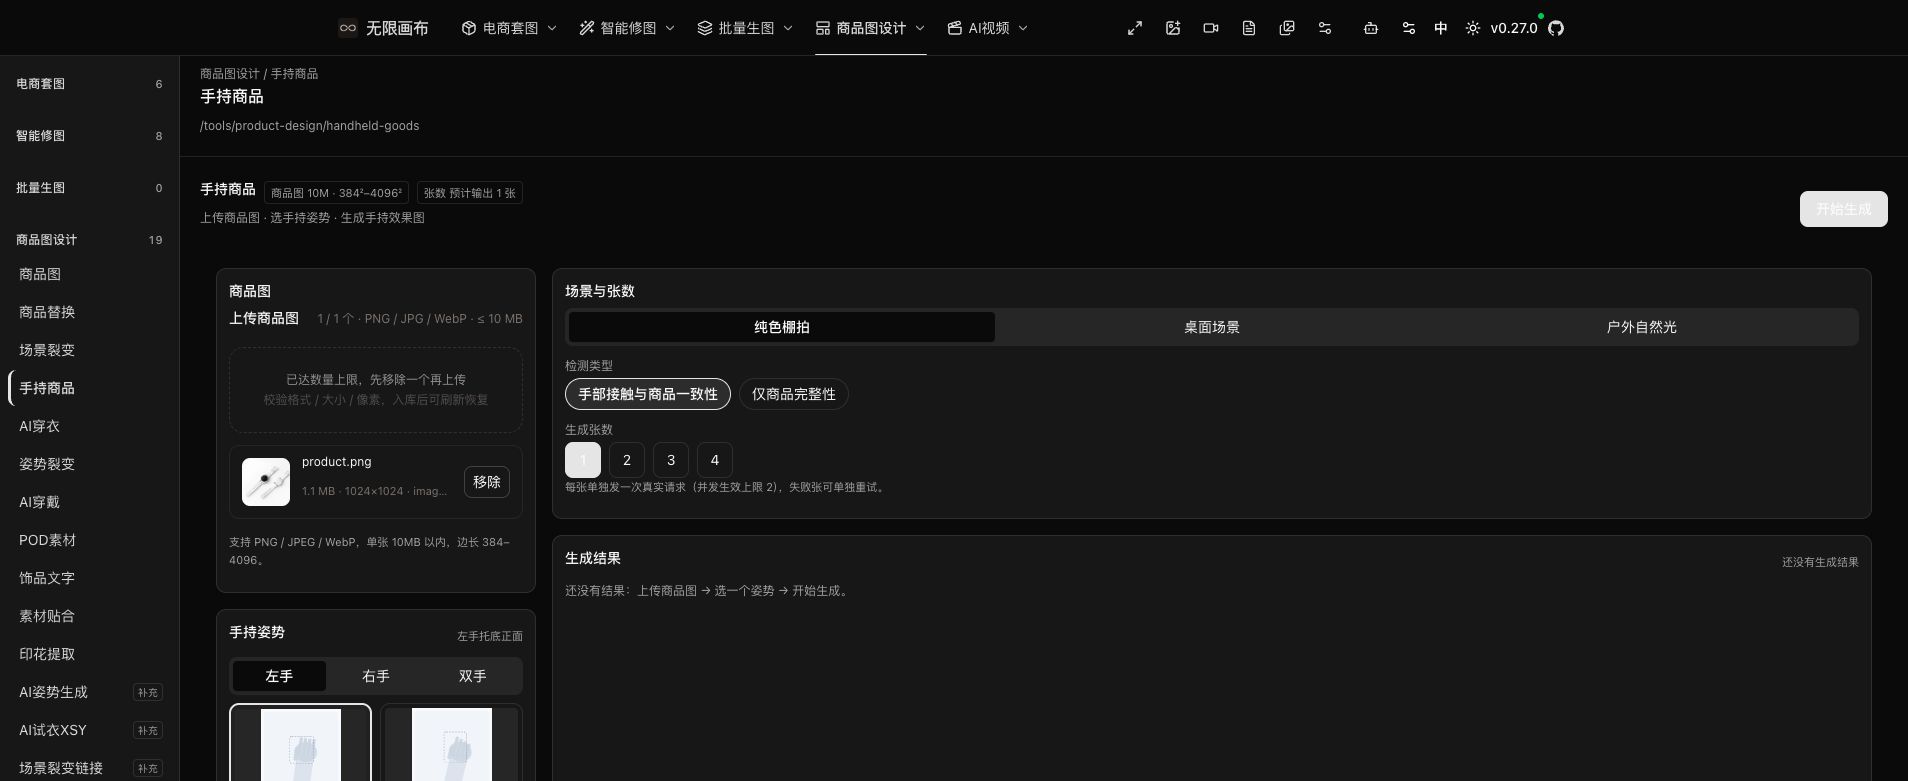 无限画布
电商套图
智能修图
批量生图
商品图设计
AI视频
中
v0.27.0
电商套图 6
智能修图 8
批量生图 0
商品图设计 19
商品图
商品替换
场景裂变
手持商品
AI穿衣
姿势裂变
AI穿戴
POD素材
饰品文字
素材贴合
印花提取
AI姿势生成 补充
AI试衣XSY 补充
场景裂变链接 补充
商品图设计 / 手持商品
手持商品
/tools/product-design/handheld-goods
手持商品 商品图 10M · 384²–4096² 张数 预计输出 1 张
上传商品图 · 选手持姿势 · 生成手持效果图
开始生成
商品图
上传商品图 1 / 1 个 · PNG / JPG / WebP · ≤ 10 MB
已达数量上限，先移除一个再上传
校验格式 / 大小 / 像素，入库后可刷新恢复
product.png
1.1 MB · 1024×1024 · imag...
移除
支持 PNG / JPEG / WebP，单张 10MB 以内，边长 384–
4096。
手持姿势 左手托底正面
左手 右手 双手
场景与张数
纯色棚拍 桌面场景 户外自然光
检测类型
手部接触与商品一致性 仅商品完整性
生成张数
1 2 3 4
每张单独发一次真实请求（并发生效上限 2），失败张可单独重试。
生成结果 还没有生成结果
还没有结果：上传商品图 → 选一个姿势 → 开始生成。